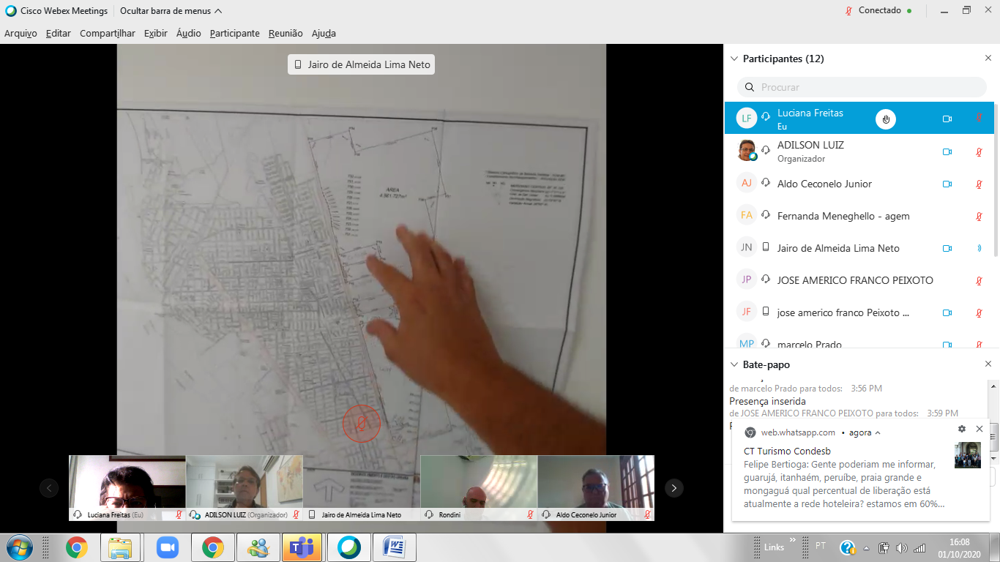 Cisco Webex Meetings
Ocultar barra de menus
Conectado
Arquivo Editar Compartilhar Exibir Áudio Participante Reunião Ajuda
Jairo de Almeida Lima Neto
ÁREA
Luciana Freitas (Eu)
ADILSON LUIZ (Organizador)
Jairo de Almeida Lima Neto
Rondini
Aldo Ceconelo Junior
Participantes (12)
Procurar
LF Luciana Freitas
Eu
ADILSON LUIZ
Organizador
AJ Aldo Ceconelo Junior
FA Fernanda Meneghello - agem
JN Jairo de Almeida Lima Neto
JP JOSE AMERICO FRANCO PEIXOTO
JF jose americo franco Peixoto ...
MP marcelo Prado
Bate-papo
de marcelo Prado para todos: 3:56 PM
Presença inserida
de JOSE AMERICO FRANCO PEIXOTO para todos: 3:59 PM
web.whatsapp.com • agora
CT Turismo Condesb
Felipe Bertioga: Gente poderiam me informar,
guarujá, itanhaém, peruíbe, praia grande e
mongaguá qual percentual de liberação está
atualmente a rede hoteleira? estamos em 60%...
Links
PT
16:08
01/10/2020